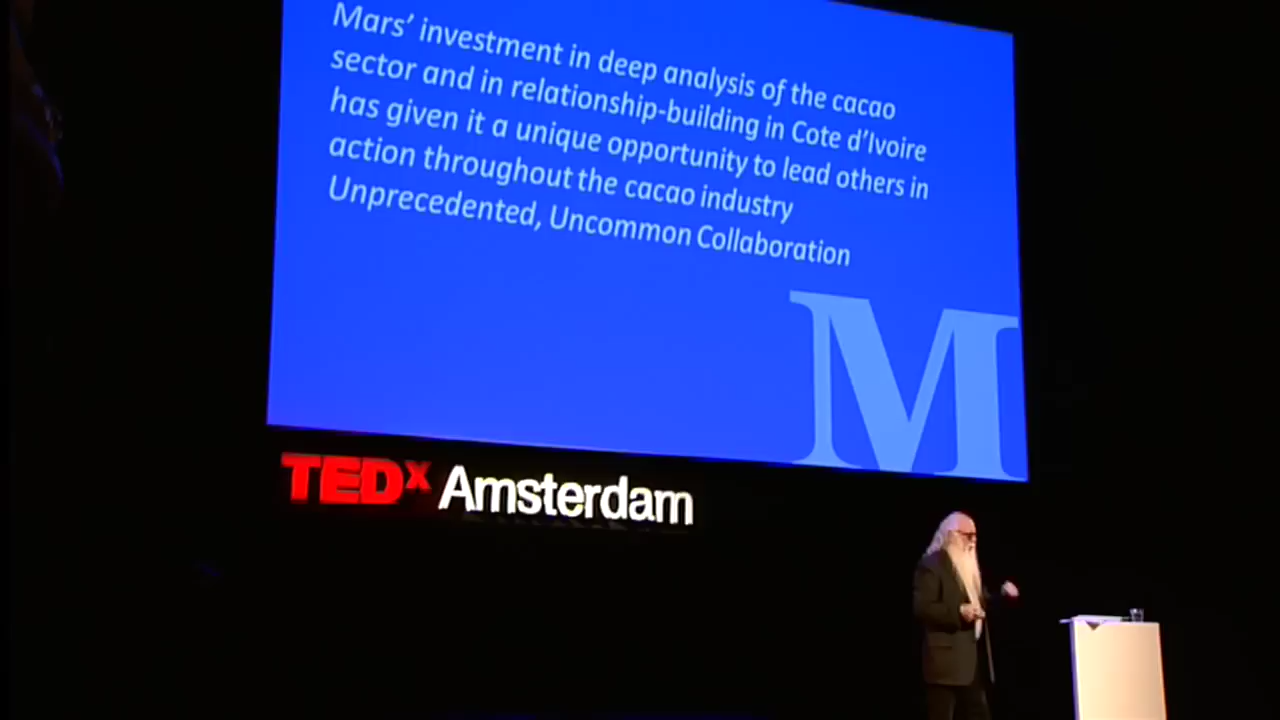 Mars’ investment in deep analysis of the cacao
sector and in relationship-building in Cote d’Ivoire
has given it a unique opportunity to lead others in
action throughout the cacao industry
Unprecedented, Uncommon Collaboration
M
TEDx Amsterdam